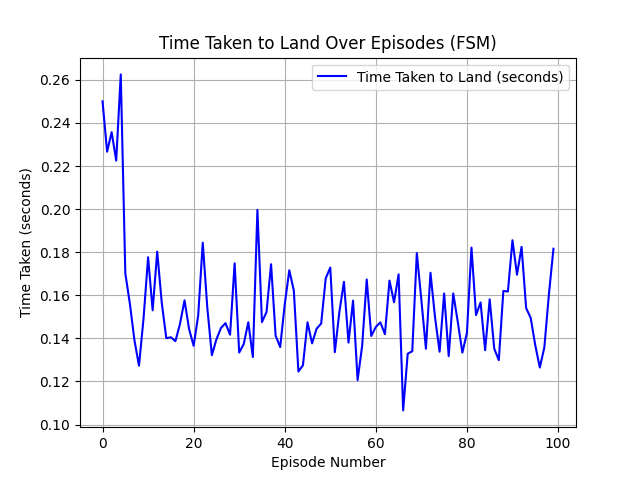 Time Taken to Land Over Episodes (FSM)
Time Taken to Land (seconds)
0.26
0.24
0.22
0.20
0.18
0.16
0.14
0.12
0.10
Time Taken (seconds)
0 20 40 60 80 100
Episode Number